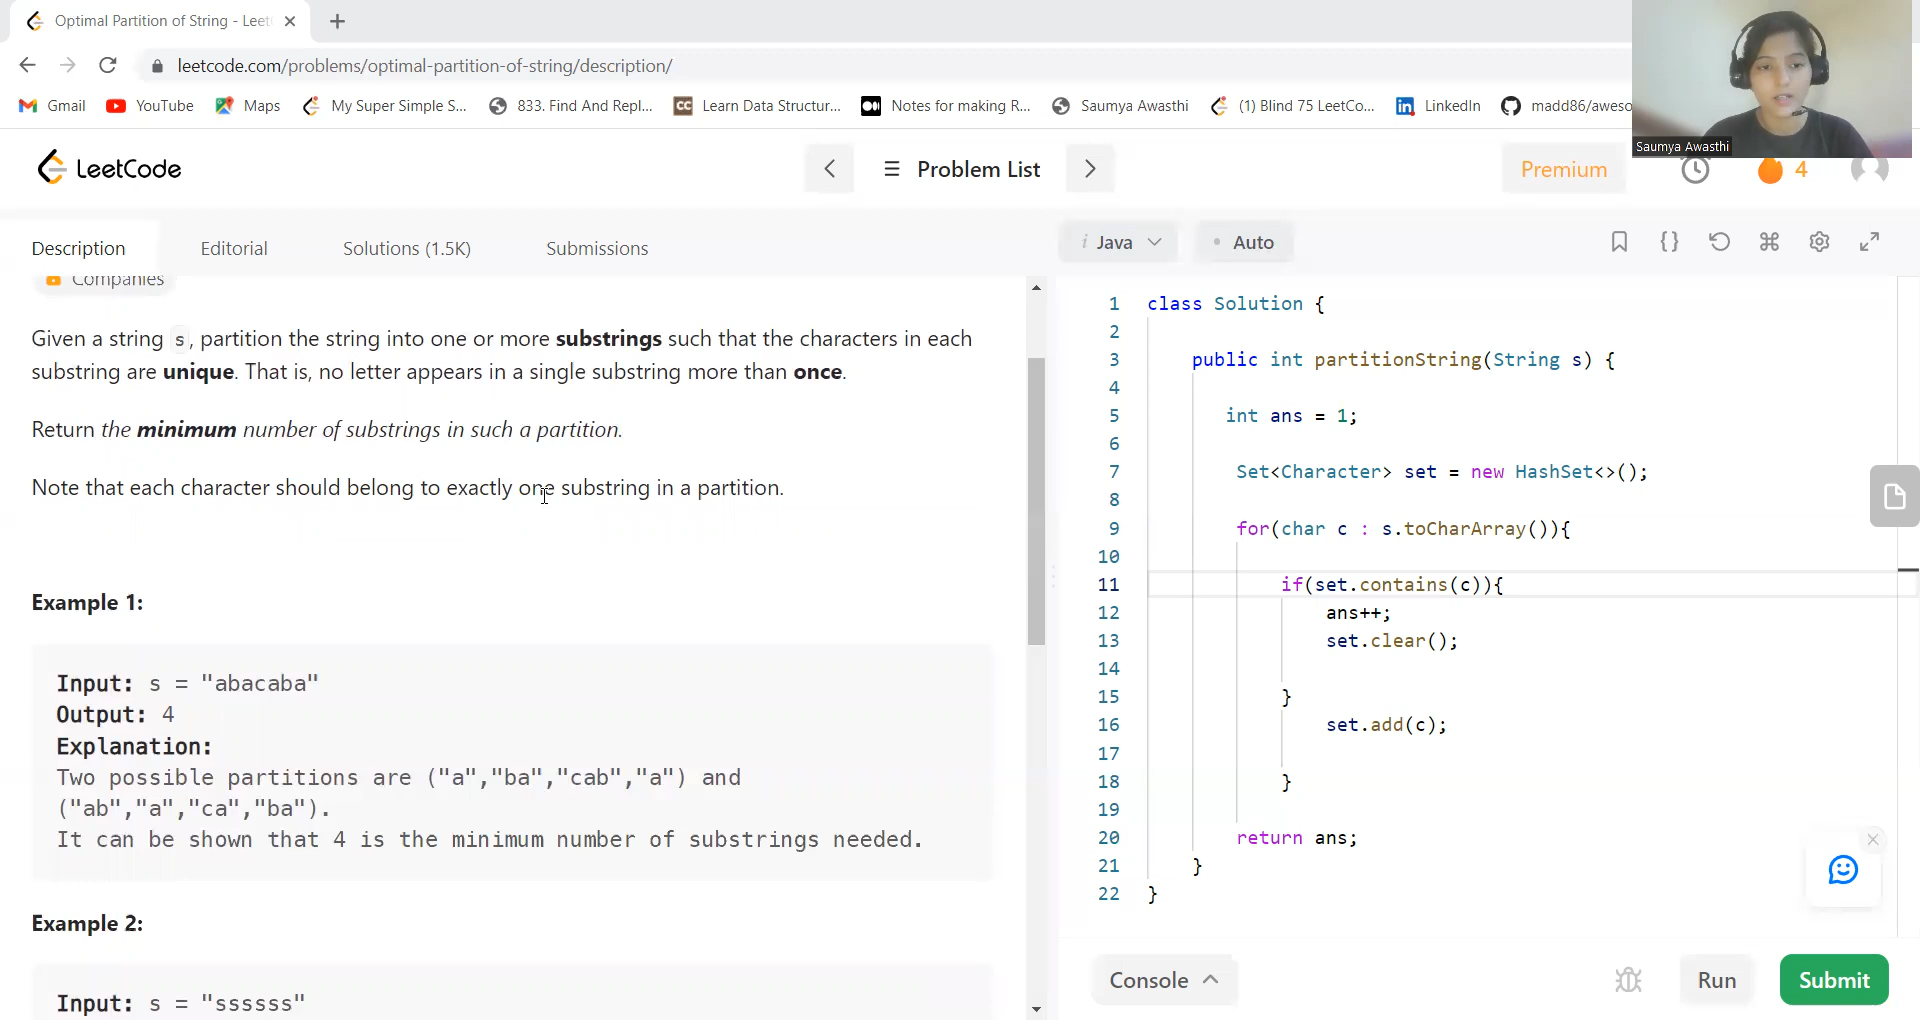 Optimal Partition of String - Leet
leetcode.com/problems/optimal-partition-of-string/description/
Gmail YouTube Maps My Super Simple S... 833. Find And Repl... Learn Data Structur... Notes for making R... Saumya Awasthi (1) Blind 75 LeetCo... LinkedIn madd86/aweso
Saumya Awasthi
LeetCode Problem List Premium 4
Description Editorial Solutions (1.5K) Submissions
i Java Auto
Companies
Given a string s, partition the string into one or more substrings such that the characters in each
substring are unique. That is, no letter appears in a single substring more than once.
Return the minimum number of substrings in such a partition.
Note that each character should belong to exactly one substring in a partition.
Example 1:
Input: s = "abacaba"
Output: 4
Explanation:
Two possible partitions are ("a","ba","cab","a") and
("ab","a","ca","ba").
It can be shown that 4 is the minimum number of substrings needed.
Example 2:
Input: s = "ssssss"
1 class Solution {
2
3 public int partitionString(String s) {
4
5 int ans = 1;
6
7 Set<Character> set = new HashSet<>();
8
9 for(char c : s.toCharArray()){
10
11 if(set.contains(c)){
12 ans++;
13 set.clear();
14
15 }
16 set.add(c);
17
18 }
19
20 return ans;
21 }
22 }
Console Run Submit